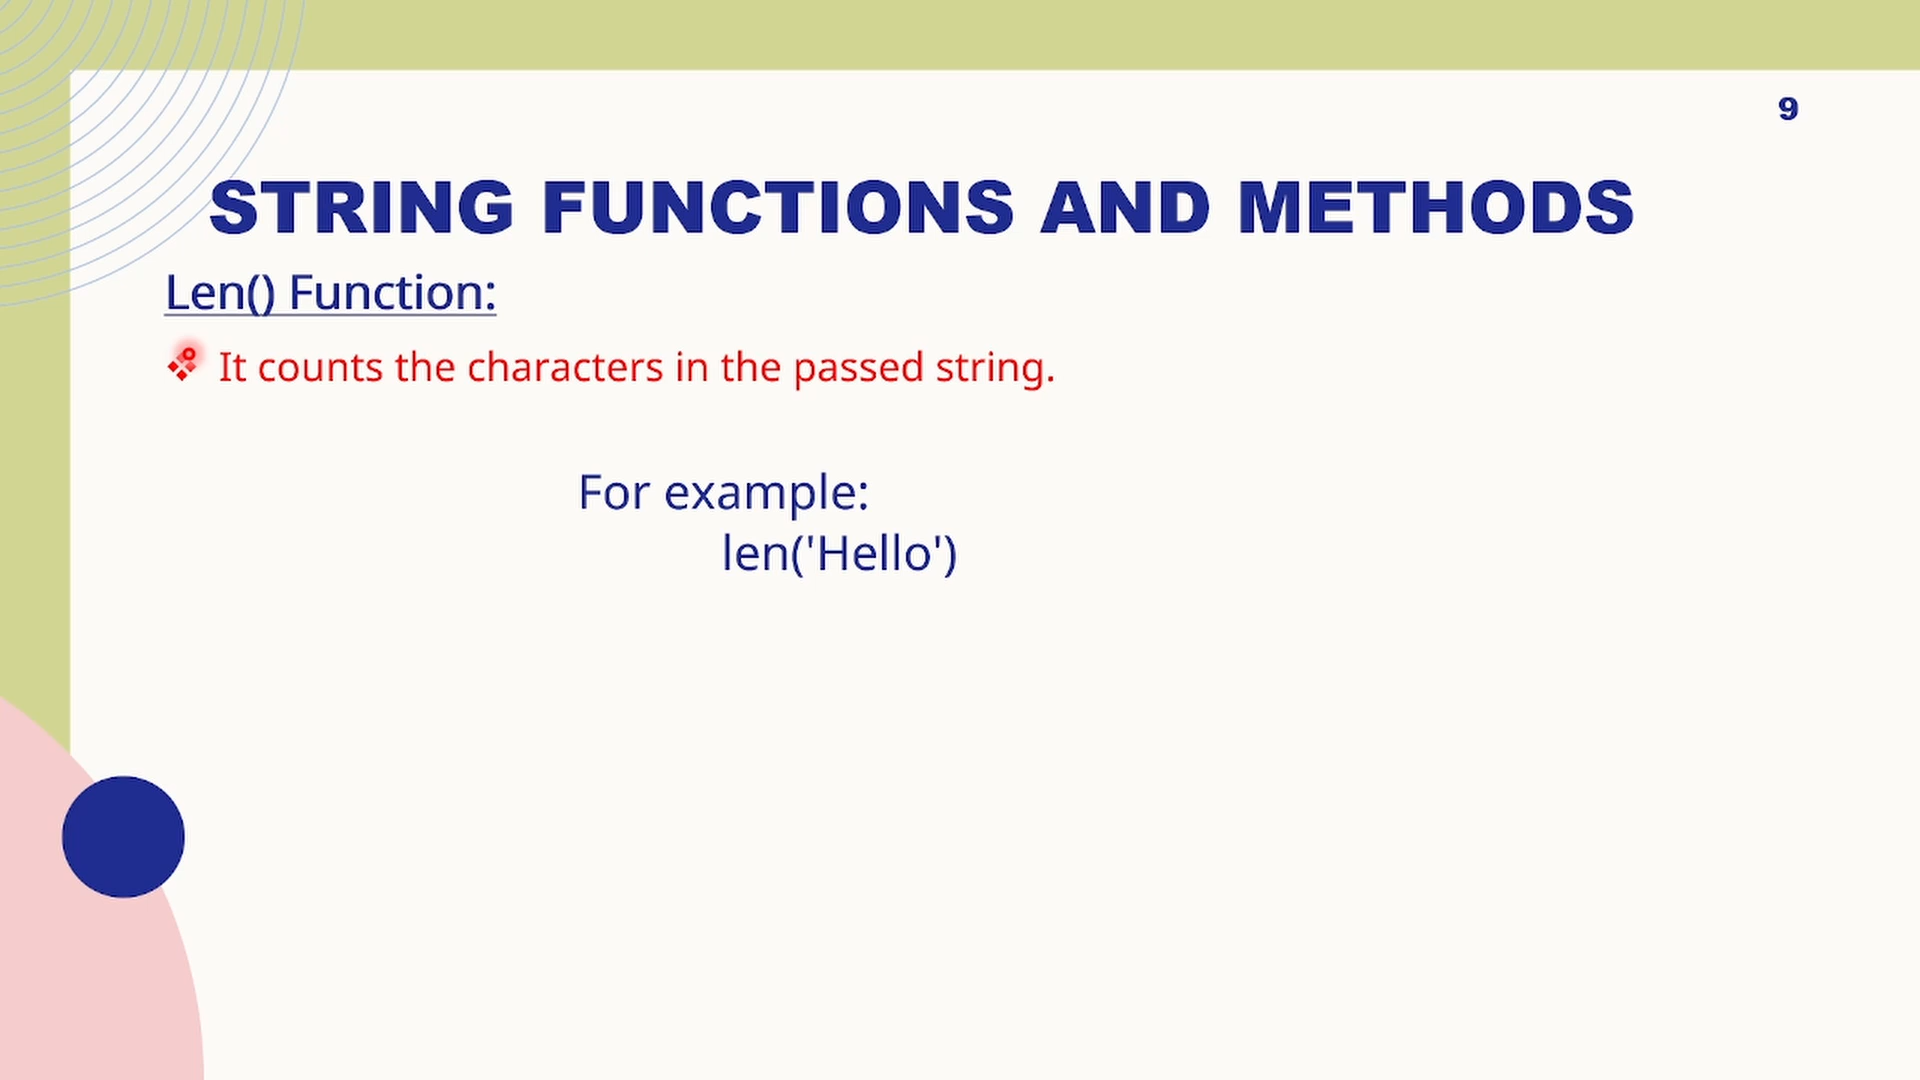 9
STRING FUNCTIONS AND METHODS
Len() Function:
It counts the characters in the passed string.
For example:
len('Hello')